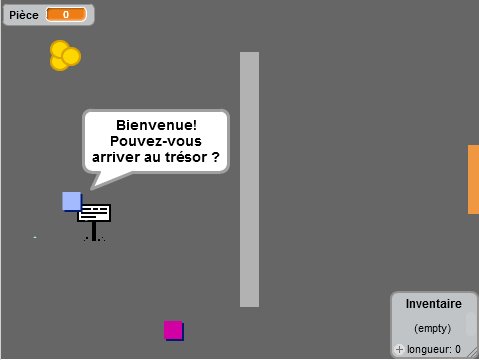 Pièce 0
Bienvenue!
Pouvez-vous
arriver au trésor ?
Inventaire
(empty)
+ longueur: 0